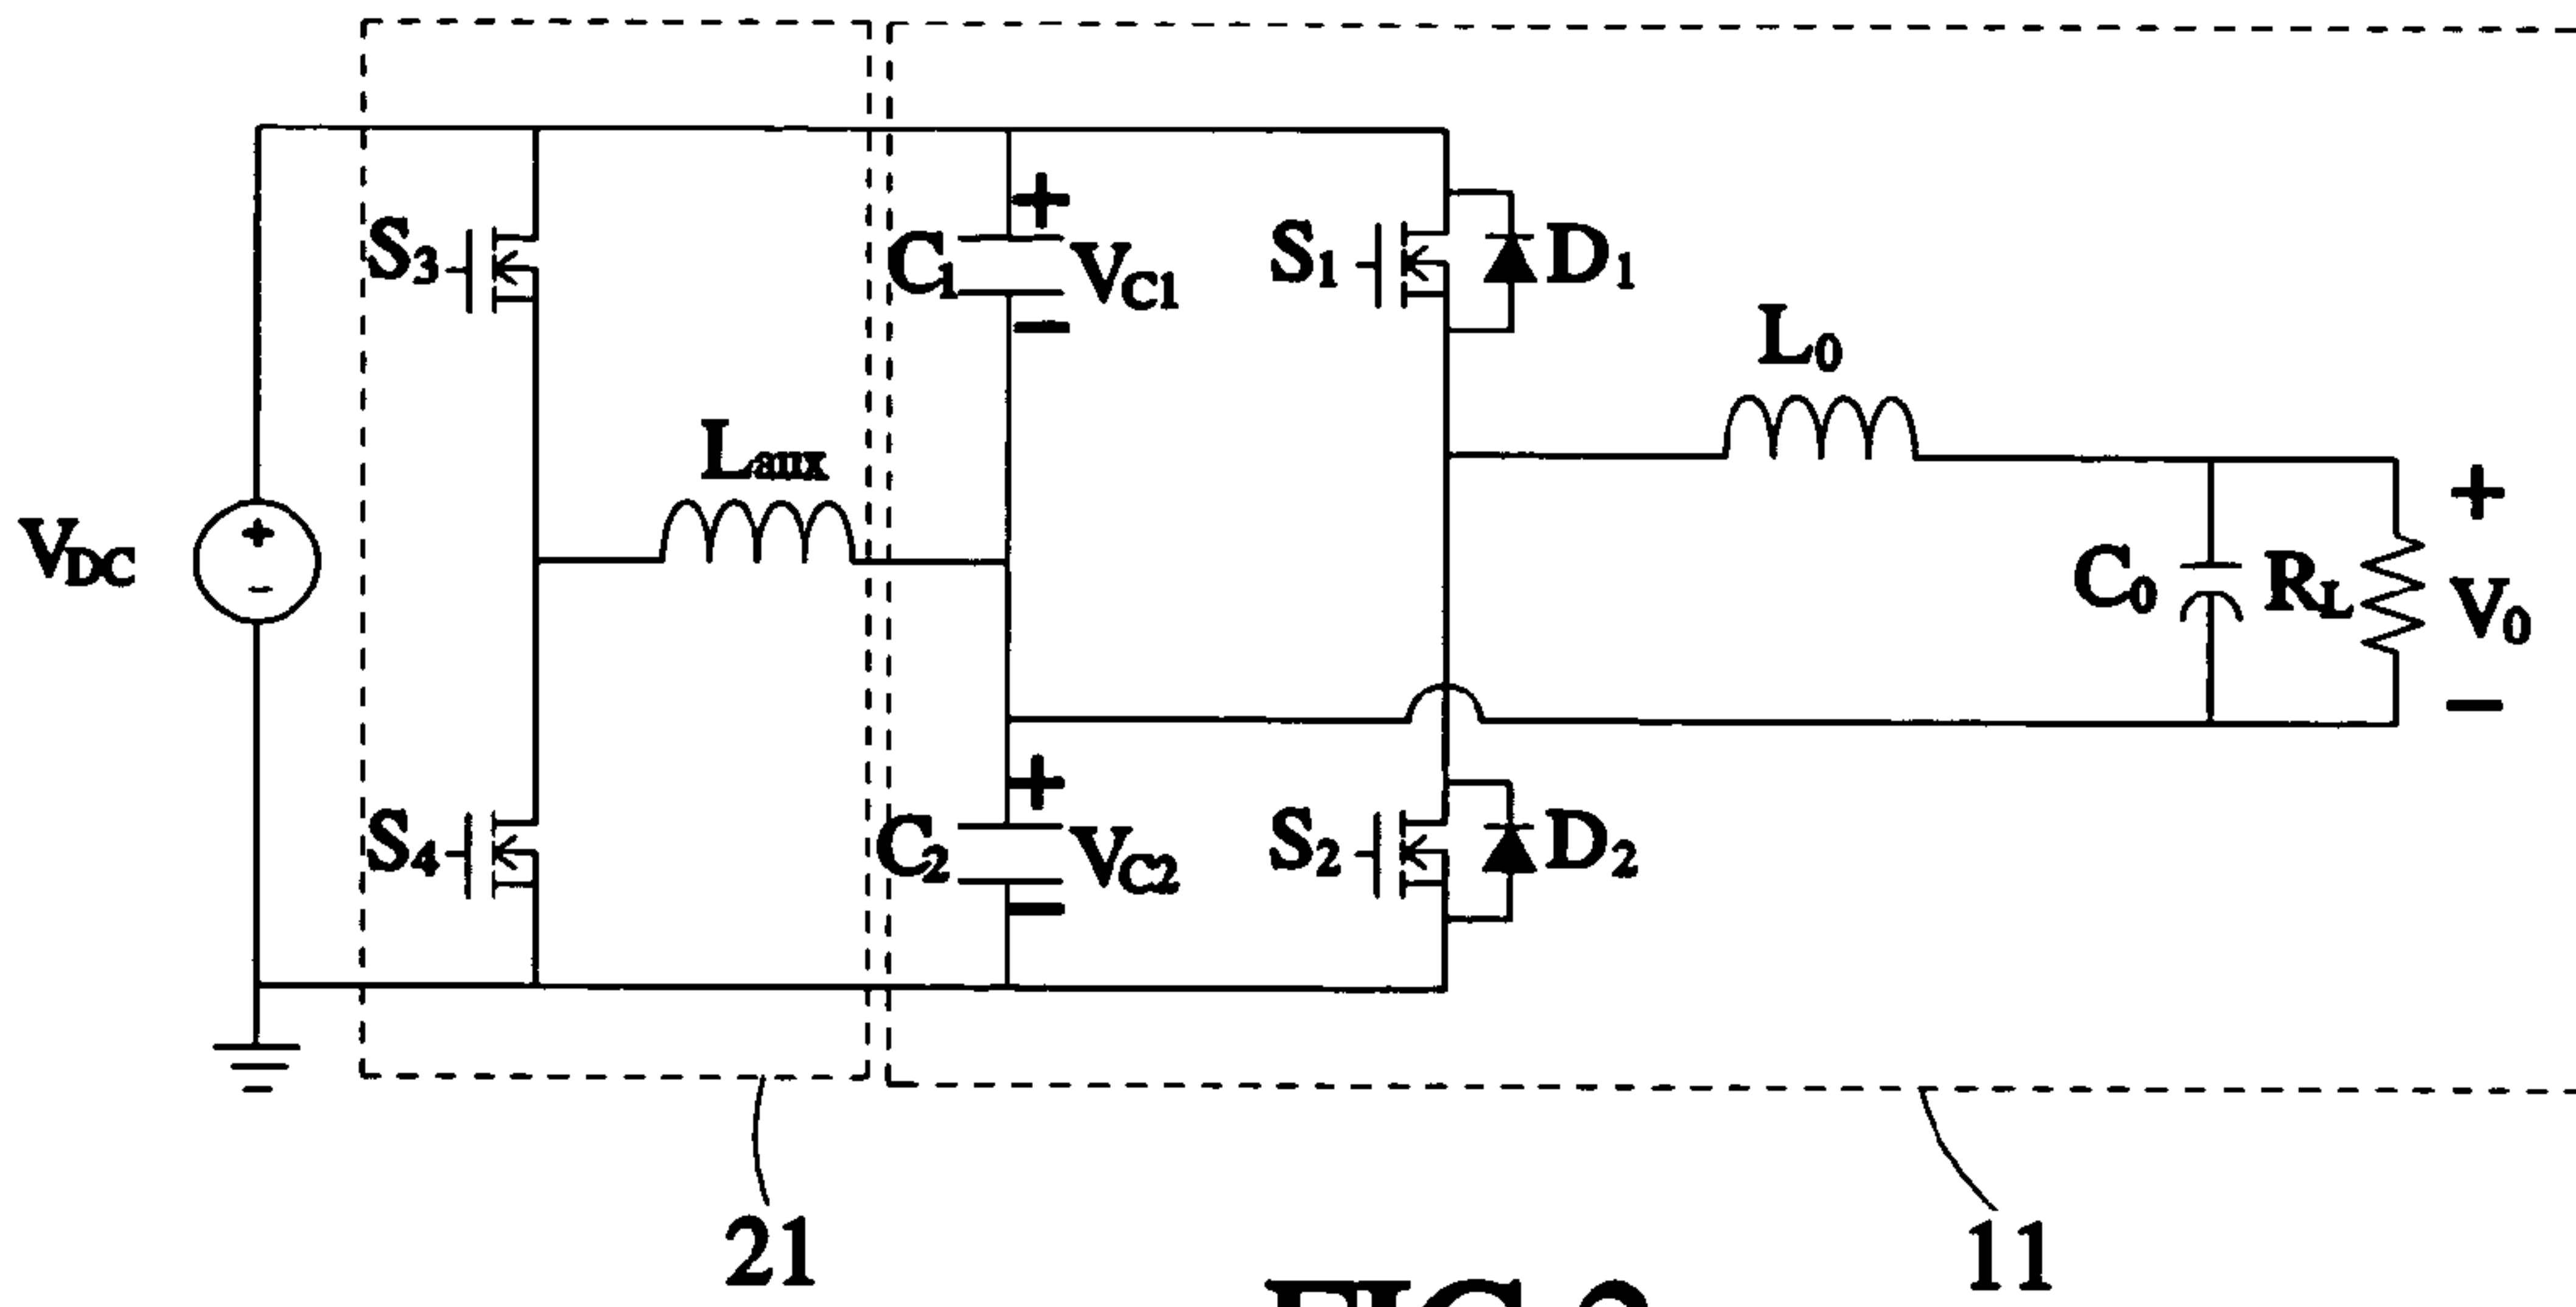 S3
C1
+
VC1
−
S1
D1
L0
Laux
VDC
+
−
C0
RL
+
V0
−
S4
C2
+
VC2
−
S2
D2
21
11